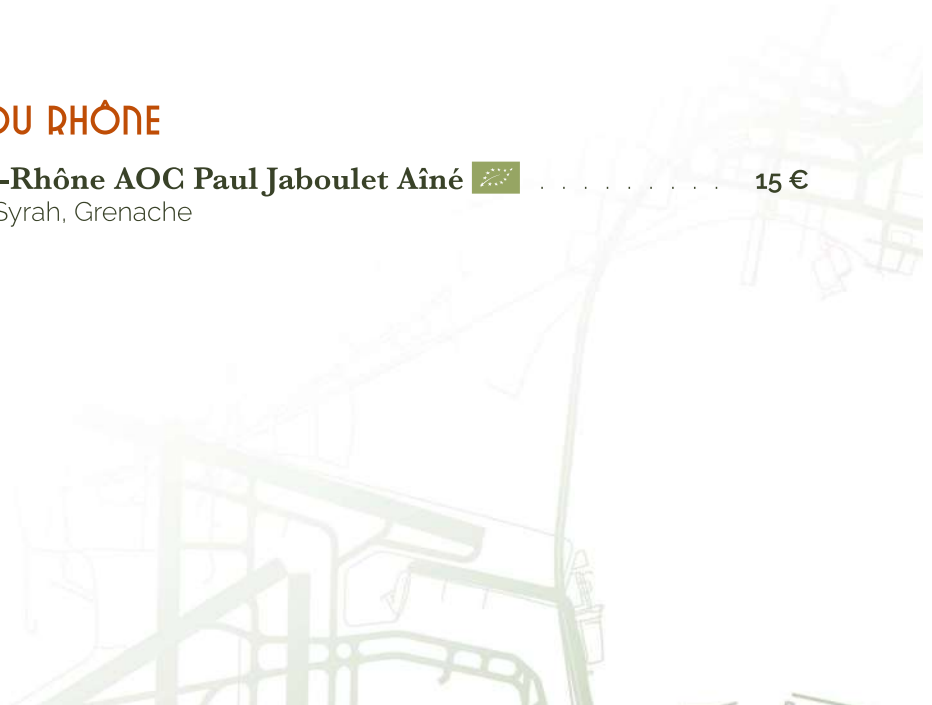 DU RHÔNE
-Rhône AOC Paul Jaboulet Aîné . . . . . . . . . 15 €
Syrah, Grenache